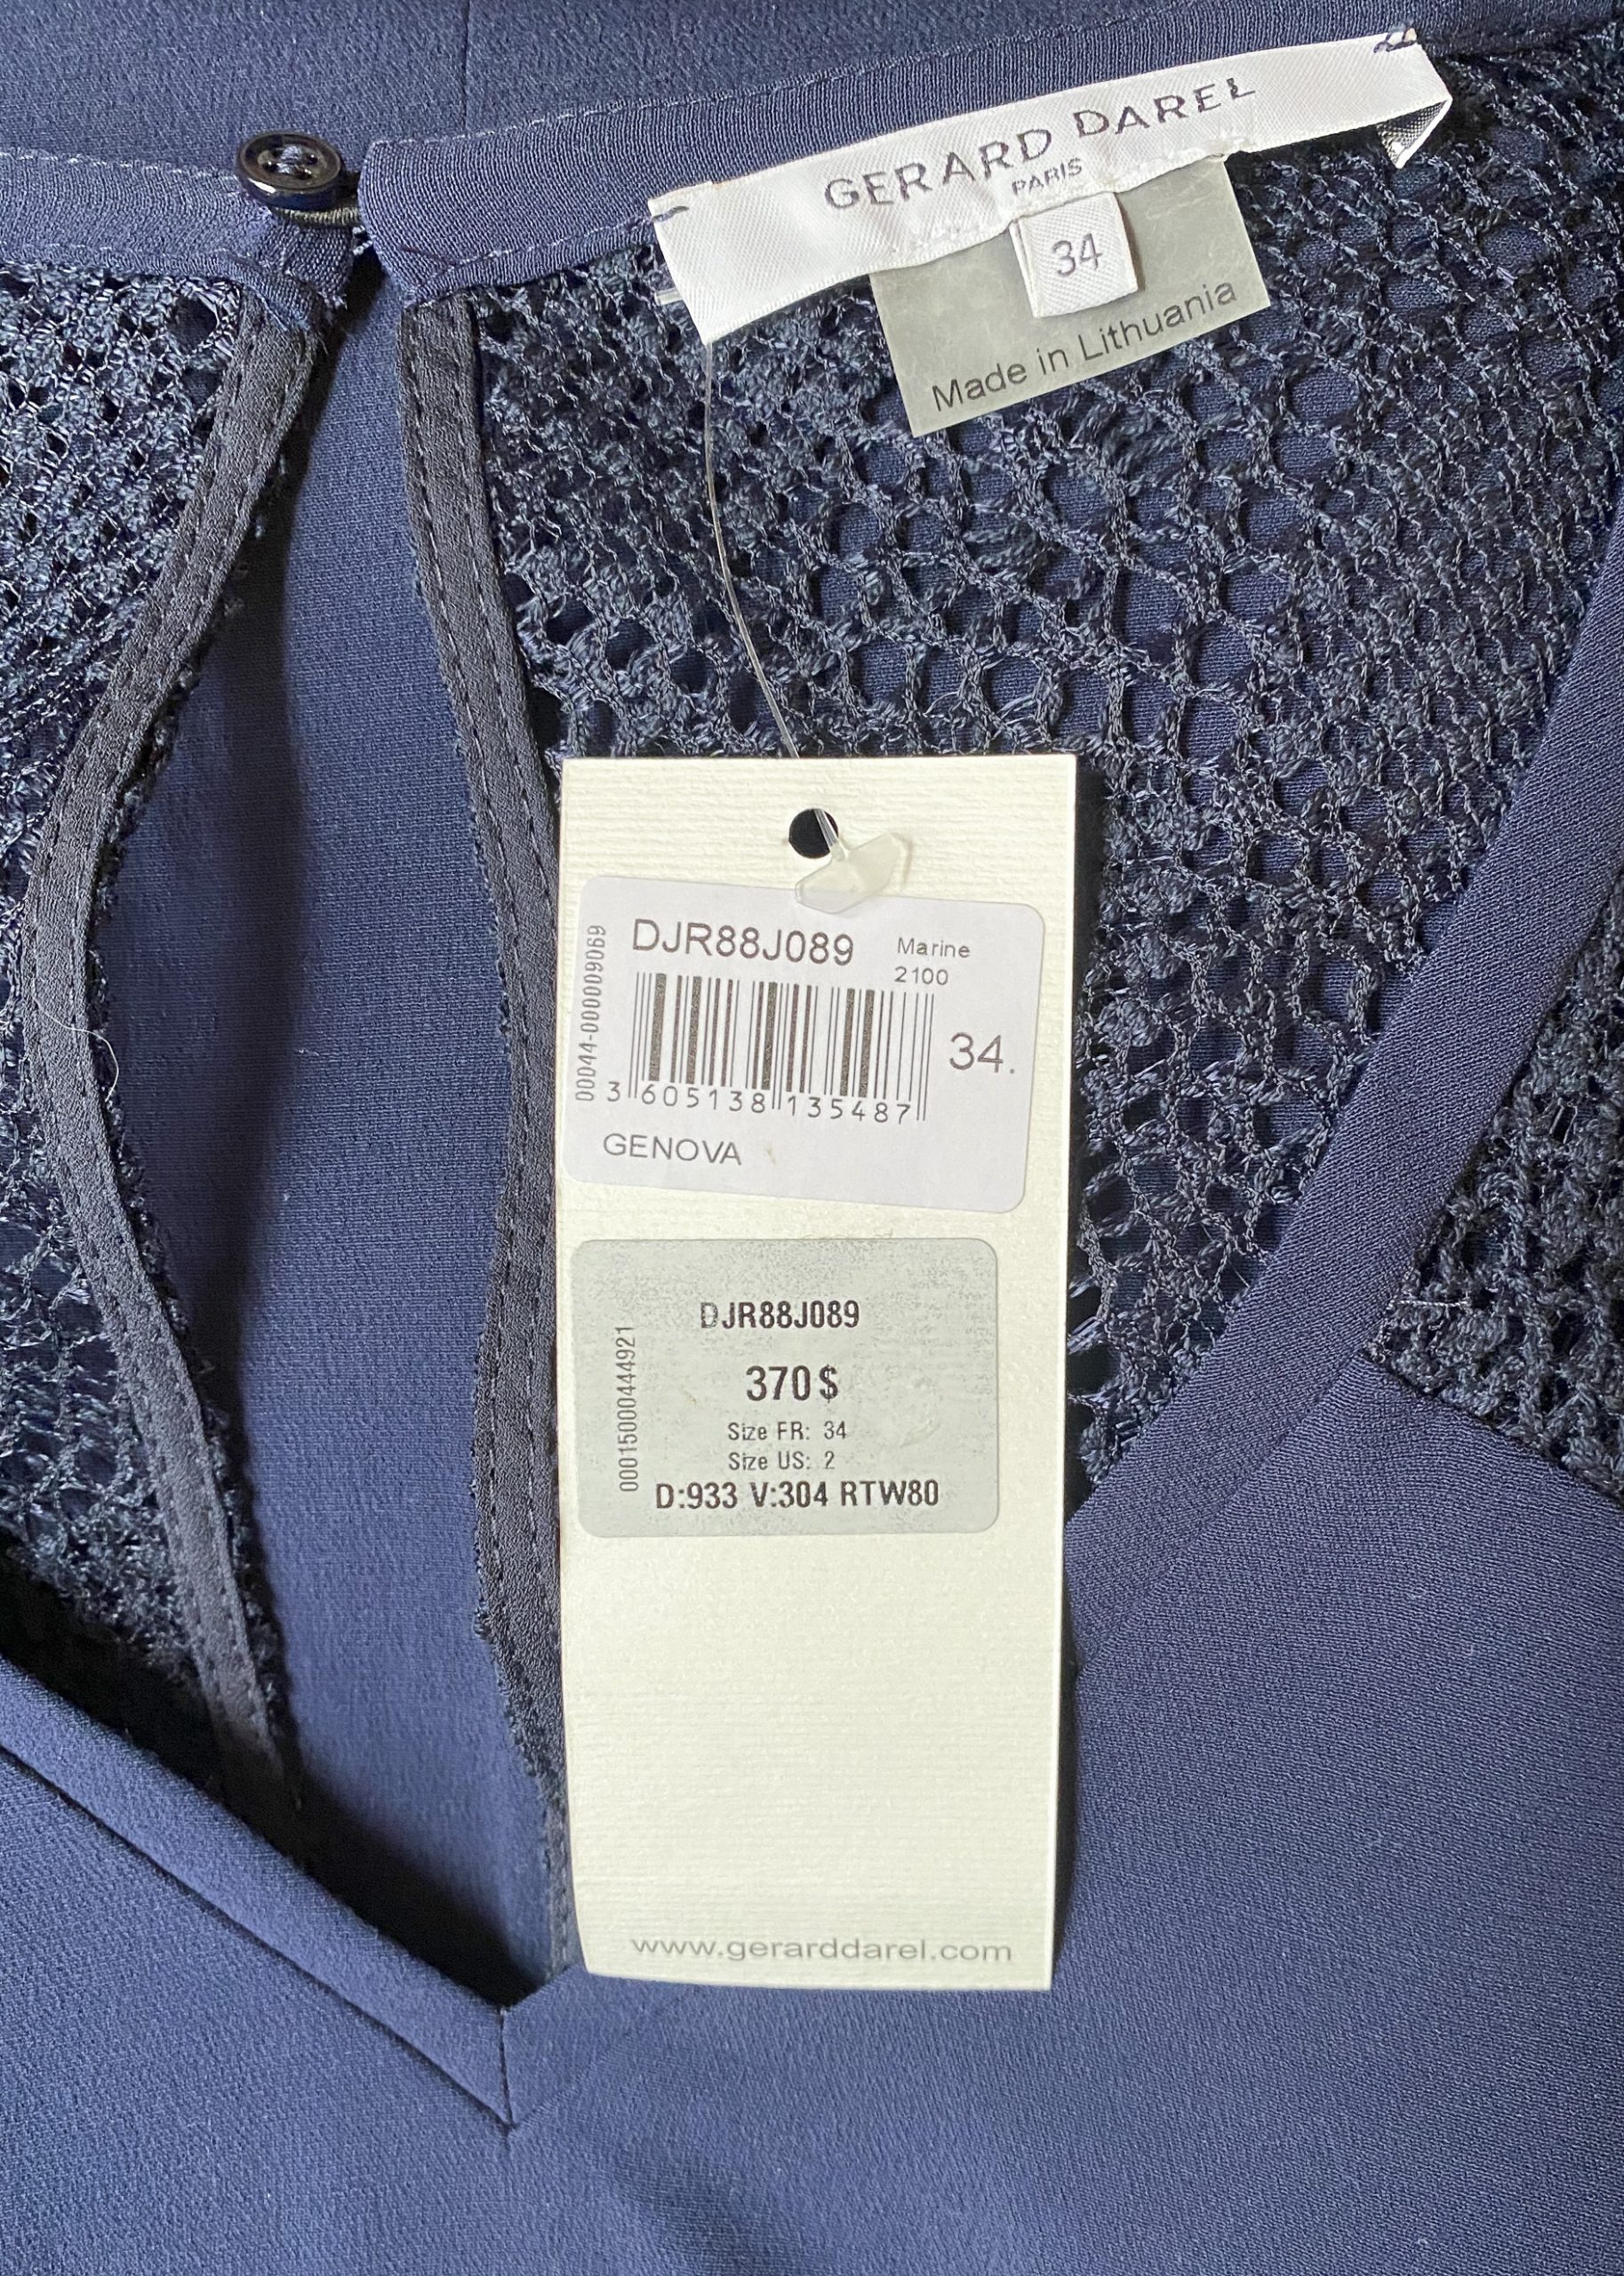 GERARD DAREL
PARIS
34
Made in Lithuania
DJR88J089
Marine
2100
00044-000009069
34.
3 605138 135487
GENOVA
DJR88J089
370$
Size FR: 34
Size US: 2
D:933 V:304 RTW80
0001500044921
www.gerarddarel.com